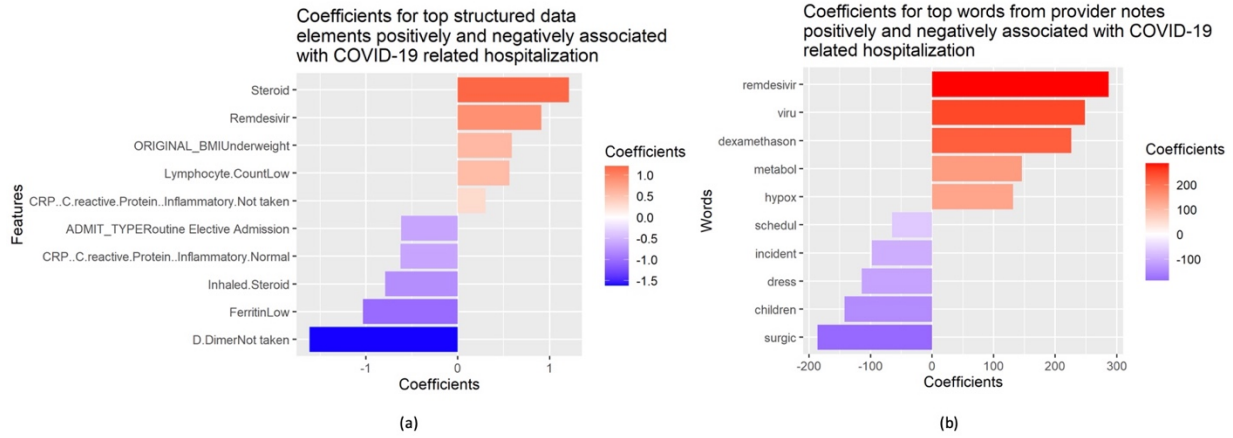 Coefficients for top structured data
elements positively and negatively associated
with COVID-19 related hospitalization
Steroid
Remdesivir
ORIGINAL_BMIUnderweight
Lymphocyte.CountLow
CRP..C.reactive.Protein..Inflammatory.Not taken
ADMIT_TYPERoutine Elective Admission
CRP..C.reactive.Protein..Inflammatory.Normal
Inhaled.Steroid
FerritinLow
D.DimerNot taken
Features
-1
0
1
Coefficients
Coefficients
1.0
0.5
0.0
-0.5
-1.0
-1.5
(a)
Coefficients for top words from provider notes
positively and negatively associated with COVID-19
related hospitalization
remdesivir
viru
dexamethason
metabol
hypox
schedul
incident
dress
children
surgic
Words
-200
-100
0
100
200
300
Coefficients
Coefficients
200
100
0
-100
(b)